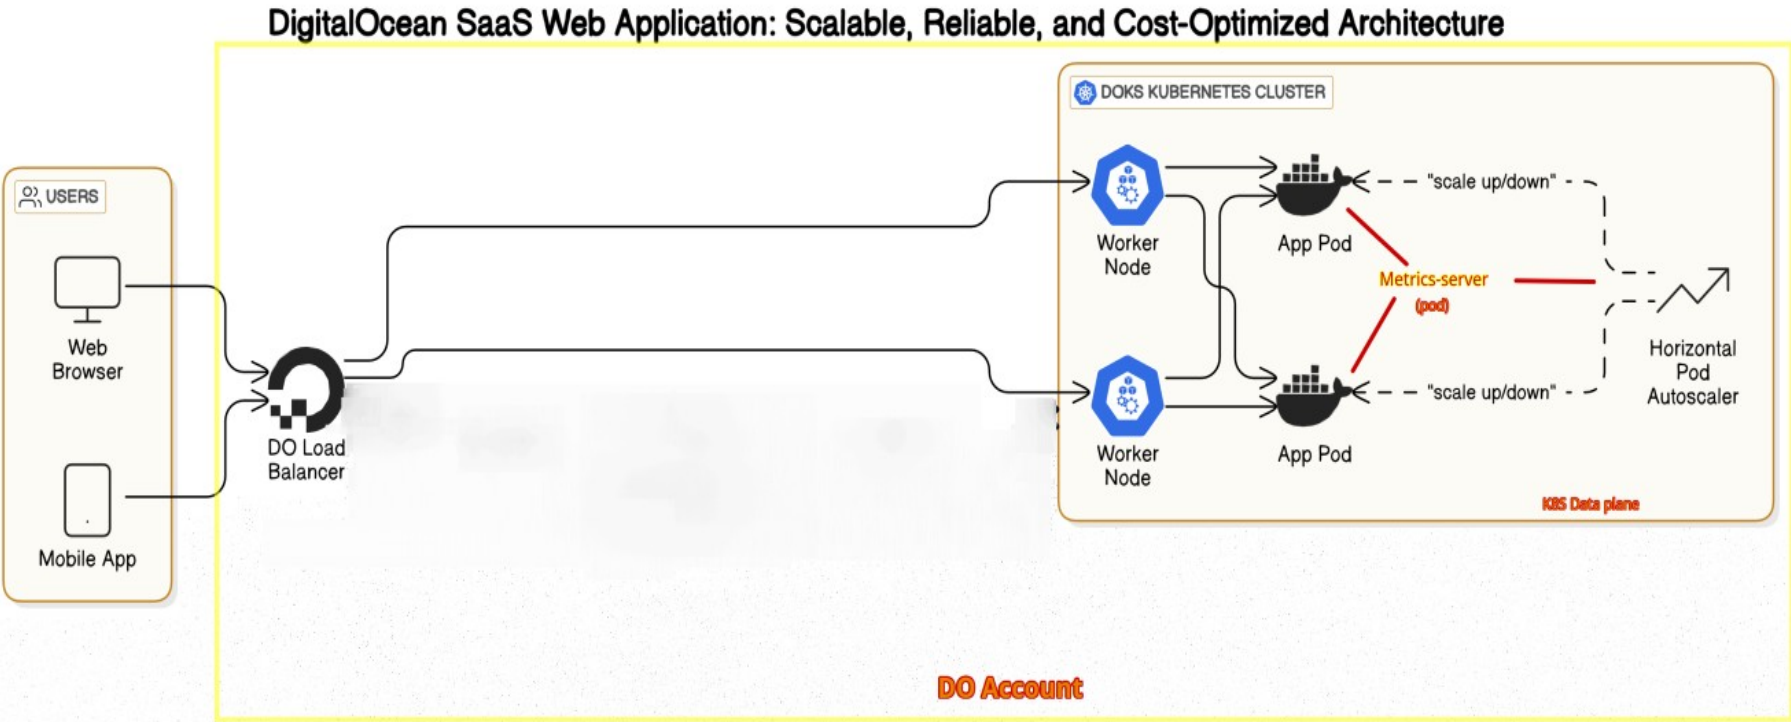 DigitalOcean SaaS Web Application: Scalable, Reliable, and Cost-Optimized Architecture
DOKS KUBERNETES CLUSTER
USERS
Web
Browser
Mobile App
DO Load
Balancer
Worker
Node
App Pod
"scale up/down"
Metrics-server
(pod)
Horizontal
Pod
Autoscaler
Worker
Node
App Pod
"scale up/down"
K8S Data plane
DO Account